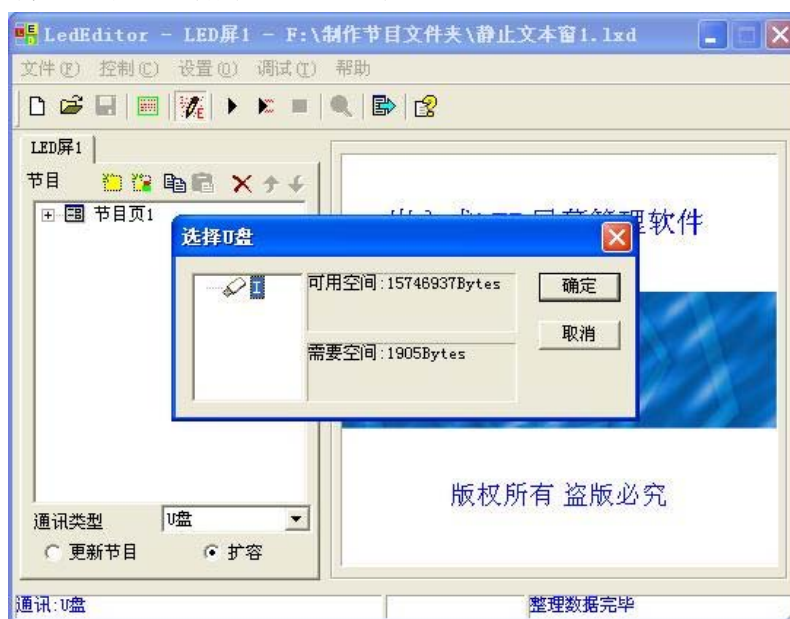 LedEditor - LED屏1 - F:\制作节目文件夹\静止文本窗1.lxd
文件(F) 控制(C) 设置(O) 调试(T) 帮助
LED屏1
节目
节目页1
屏幕管理软件
选择U盘
I
可用空间:15746937Bytes
确定
需要空间:1905Bytes
取消
版权所有 盗版必究
通讯类型 U盘
更新节目 扩容
通讯:U盘 整理数据完毕